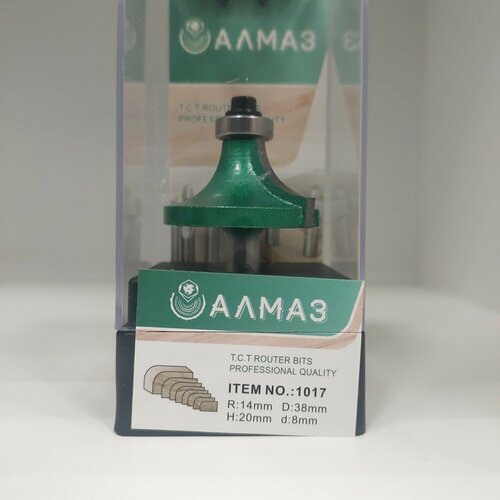 АЛМАЗ
T.C.T ROUTER BITS
PROFESSIONAL QUALITY
АЛМАЗ
T.C.T ROUTER BITS
PROFESSIONAL QUALITY
ITEM NO.:1017
R:14mm D:38mm
H:20mm d:8mm